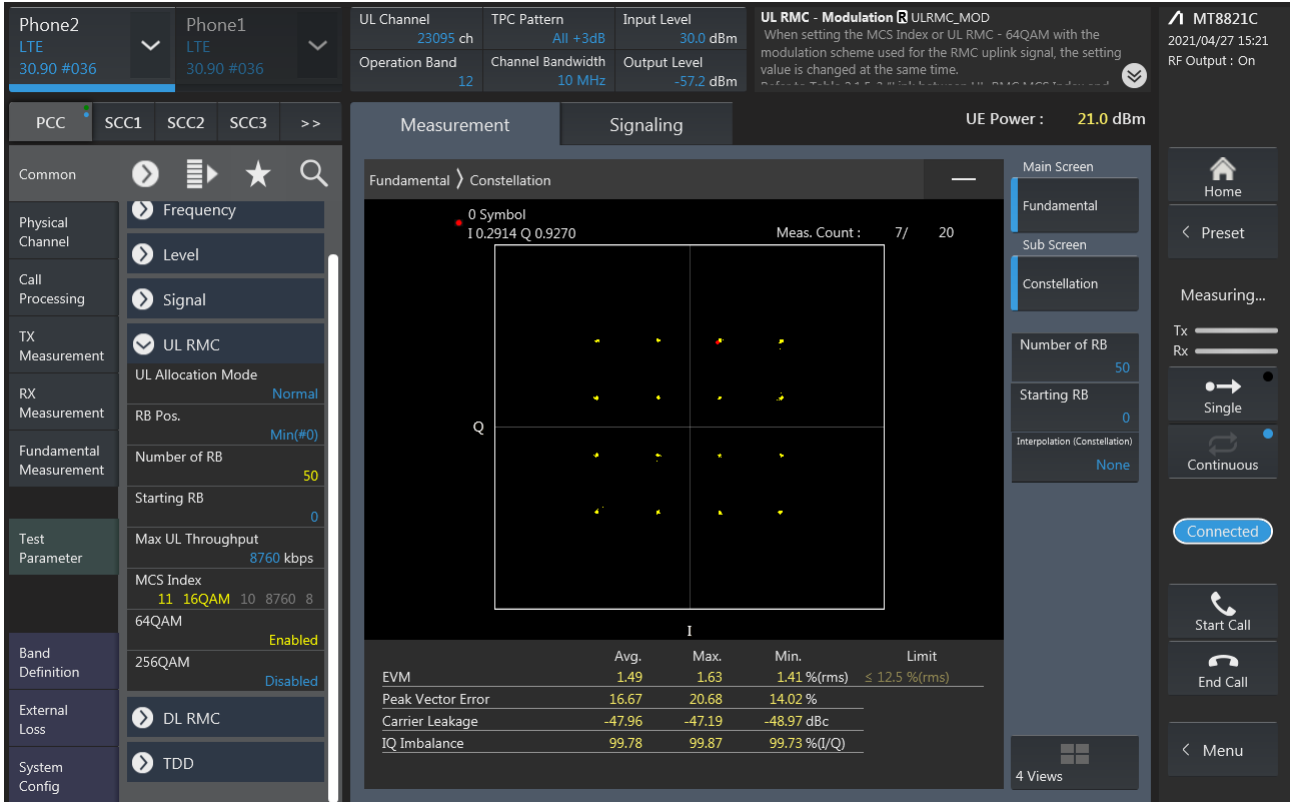 Phone2
LTE
30.90 #036
Phone1
LTE
30.90 #036
UL Channel
23095 ch
TPC Pattern
All +3dB
Input Level
30.0 dBm
Operation Band
12
Channel Bandwidth
10 MHz
Output Level
-57.2 dBm
UL RMC - Modulation R ULRMC_MOD
When setting the MCS Index or UL RMC - 64QAM with the
modulation scheme used for the RMC uplink signal, the setting
value is changed at the same time.
MT8821C
2021/04/27 15:21
RF Output : On
PCC
SCC1
SCC2
SCC3
>>
Measurement
Signaling
UE Power : 21.0 dBm
Common
Physical
Channel
Call
Processing
TX
Measurement
RX
Measurement
Fundamental
Measurement
Test
Parameter
Band
Definition
External
Loss
System
Config
Frequency
Level
Signal
UL RMC
UL Allocation Mode
Normal
RB Pos.
Min(#0)
Number of RB
50
Starting RB
0
Max UL Throughput
8760 kbps
MCS Index
11 16QAM 10 8760 8
64QAM
Enabled
256QAM
Disabled
DL RMC
TDD
Fundamental 〉 Constellation
0 Symbol
I 0.2914 Q 0.9270
Meas. Count : 7/ 20
Q
I
Avg. Max. Min. Limit
EVM 1.49 1.63 1.41 %(rms) ≤ 12.5 %(rms)
Peak Vector Error 16.67 20.68 14.02 %
Carrier Leakage -47.96 -47.19 -48.97 dBc
IQ Imbalance 99.78 99.87 99.73 %(I/Q)
Main Screen
Fundamental
Sub Screen
Constellation
Number of RB
50
Starting RB
0
Interpolation (Constellation)
None
4 Views
Home
< Preset
Measuring...
Tx
Rx
Single
Continuous
Connected
Start Call
End Call
< Menu